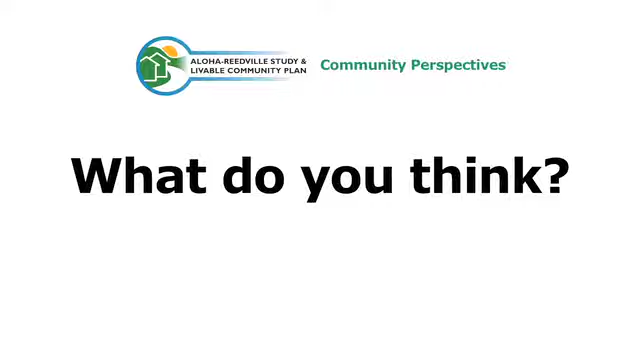 ALOHA-REEDVILLE STUDY &
LIVABLE COMMUNITY PLAN
Community Perspectives
What do you think?